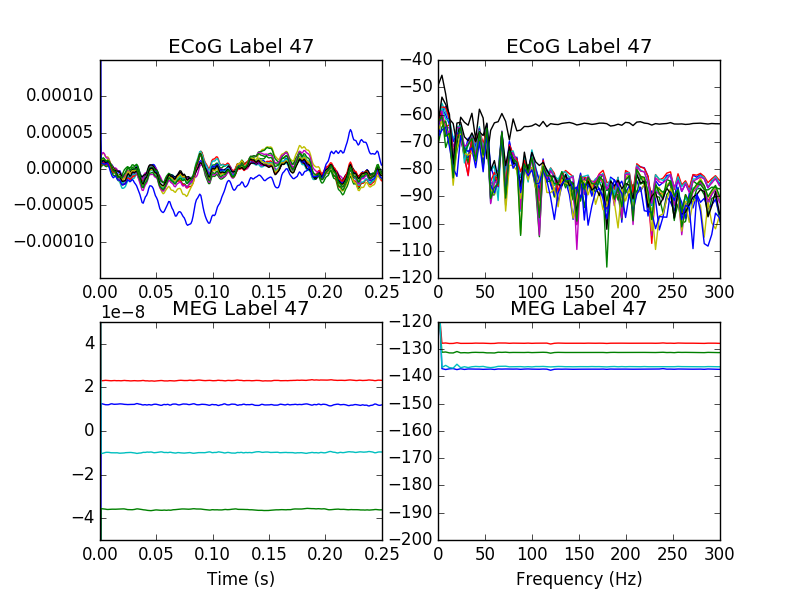 ECoG Label 47
0.00010
0.00005
0.00000
−0.00005
−0.00010
0.00 0.05 0.10 0.15 0.20 0.25
ECoG Label 47
−40
−50
−60
−70
−80
−90
−100
−110
−120
0 50 100 150 200 250 300
1e−8
MEG Label 47
4
2
0
−2
−4
0.00 0.05 0.10 0.15 0.20 0.25
Time (s)
MEG Label 47
−120
−130
−140
−150
−160
−170
−180
−190
−200
0 50 100 150 200 250 300
Frequency (Hz)